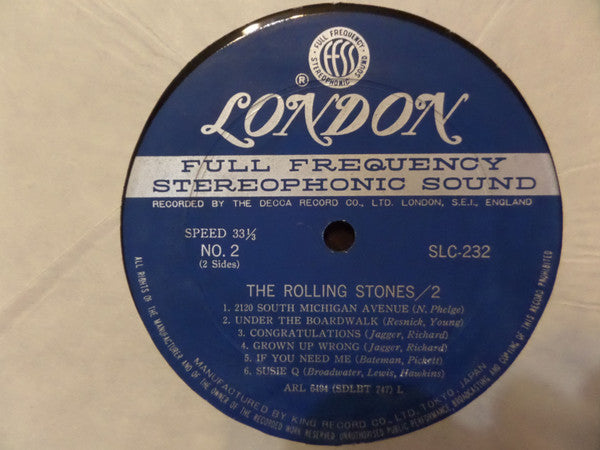 FULL FREQUENCY
ffss
STEREOPHONIC SOUND
®
LONDON
FULL FREQUENCY
STEREOPHONIC SOUND
RECORDED BY THE DECCA RECORD CO., LTD. LONDON, S.E.I., ENGLAND
SPEED 33⅓
NO. 2
(2 Sides)
SLC-232
THE ROLLING STONES/2
1. 2120 SOUTH MICHIGAN AVENUE (N. Phelge)
2. UNDER THE BOARDWALK (Resnick, Young)
3. CONGRATULATIONS (Jagger, Richard)
4. GROWN UP WRONG (Jagger, Richard)
5. IF YOU NEED ME (Bateman, Pickett)
6. SUSIE Q (Broadwater, Lewis, Hawkins)
ARL 6494 (SDLBT 747) L
MANUFACTURED BY KING RECORD CO., LTD., TOKYO, JAPAN
ALL RIGHTS OF THE MANUFACTURER AND OF THE OWNER OF THE RECORDED WORK RESERVED UNAUTHORISED PUBLIC PERFORMANCE, BROADCASTING AND COPYING OF THIS RECORD PROHIBITED